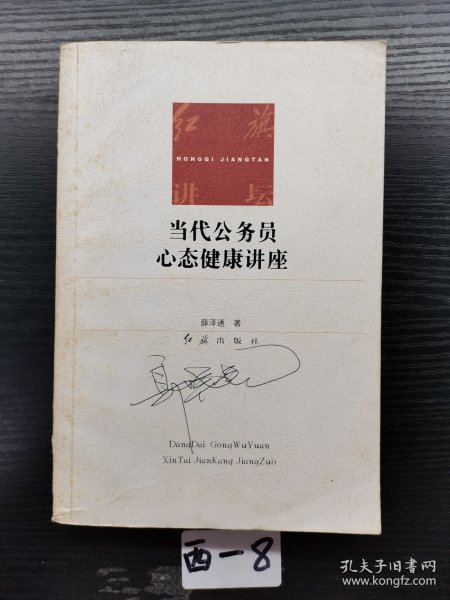 红旗
HONGQI JIANGTAN
讲坛
当代公务员
心态健康讲座
薛泽通 著
红旗出版社
DangDai GongWuYuan
XinTai JianKang JiangZuo
西-8
孔夫子旧书网
www.kongfz.com